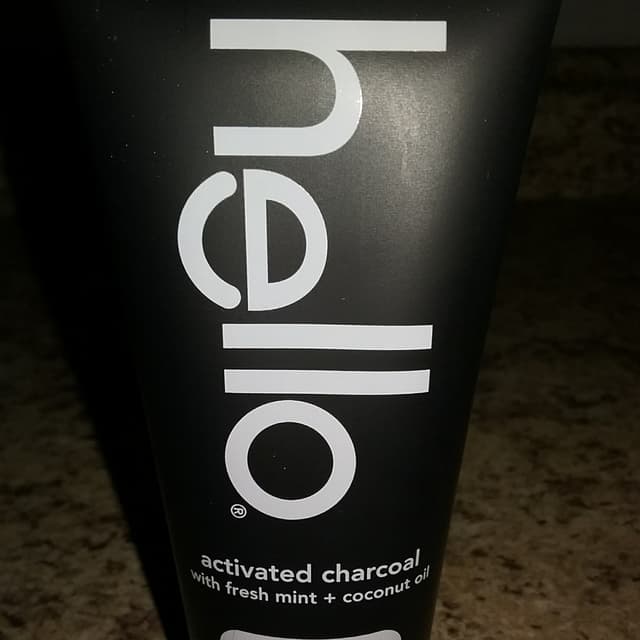 hello®
activated charcoal
with fresh mint + coconut oil